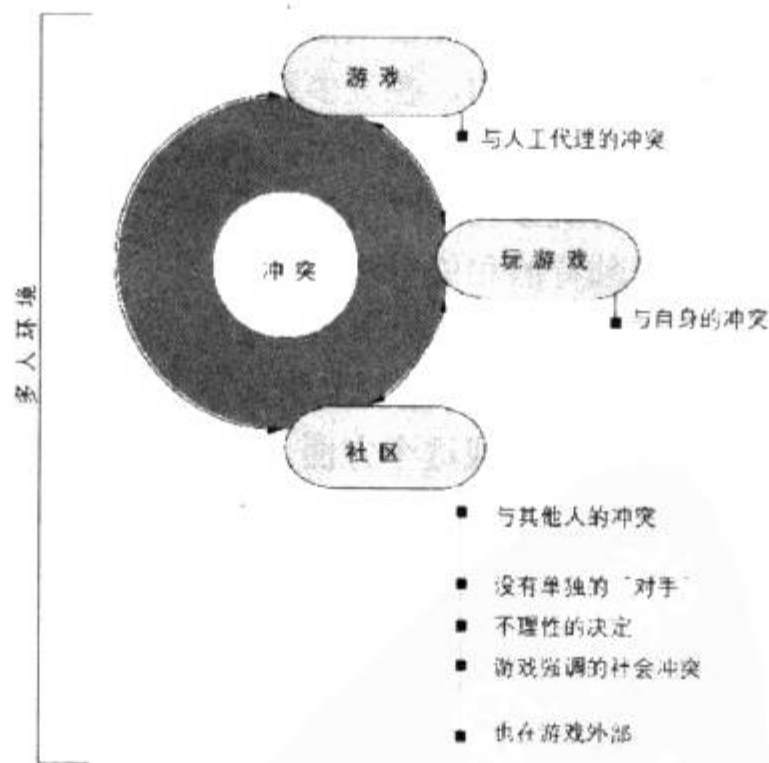 游戏
与人工代理的冲突
冲突
玩游戏
与自身的冲突
多人环境
社区
与其他人的冲突
没有单独的“对手”
不理性的决定
游戏强调的社会冲突
也在游戏外部